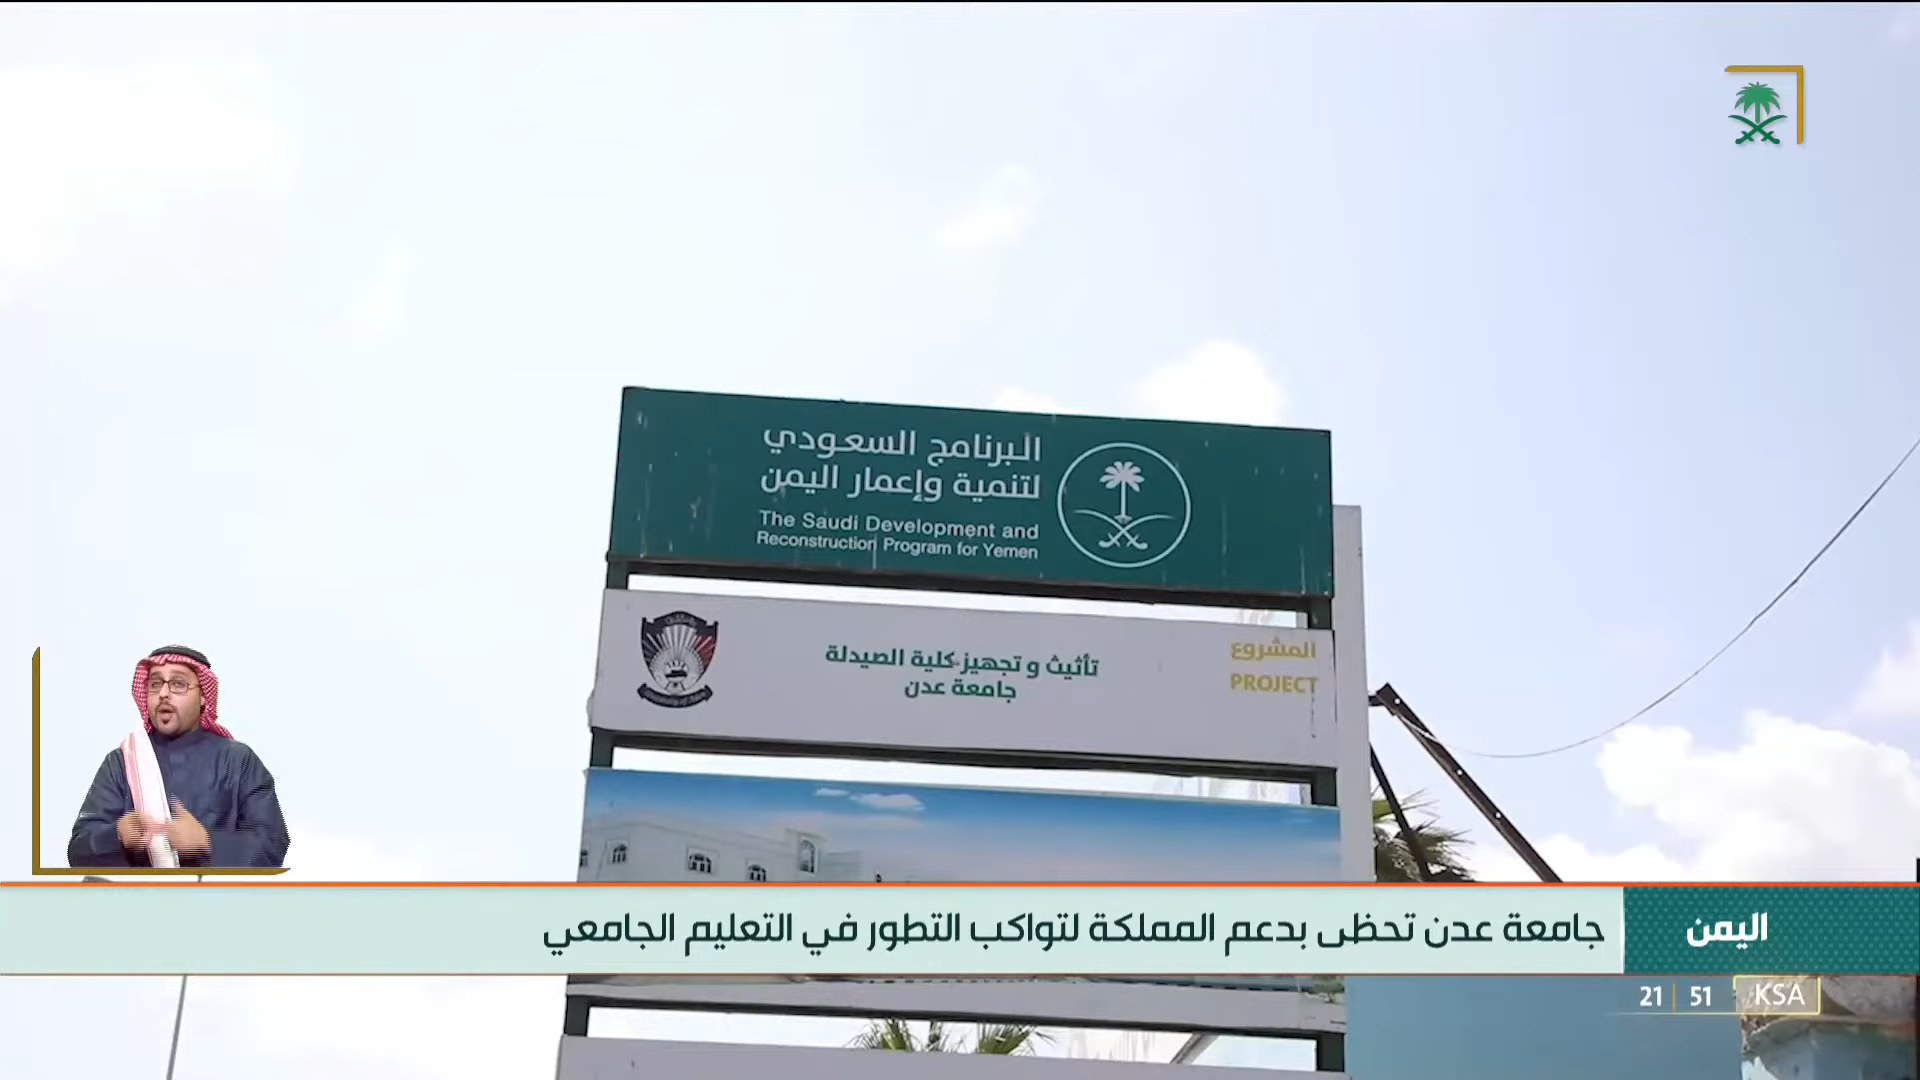 البرنامج السعودي
لتنمية وإعمار اليمن
The Saudi Development and
Reconstruction Program for Yemen
المشروع
PROJECT
تأثيث و تجهيز كلية الصيدلة
جامعة عدن
اليمن
جامعة عدن تحظى بدعم المملكة لتواكب التطور في التعليم الجامعي
21 51 KSA